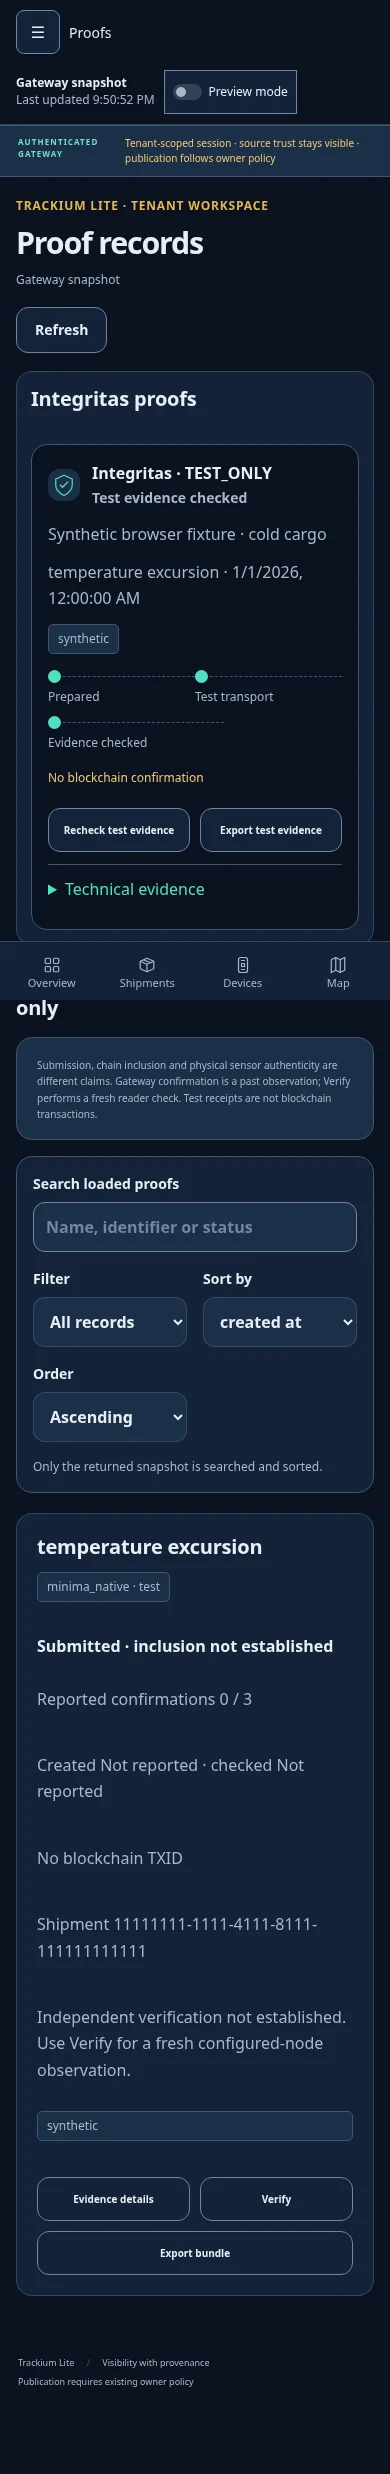 ☰ Proofs
Gateway snapshot
Last updated 9:50:52 PM
Preview mode
AUTHENTICATED
GATEWAY
Tenant-scoped session · source trust stays visible ·
publication follows owner policy
TRACKIUM LITE · TENANT WORKSPACE
Proof records
Gateway snapshot
Refresh
Integritas proofs
Integritas · TEST_ONLY
Test evidence checked
Synthetic browser fixture · cold cargo
temperature excursion · 1/1/2026,
12:00:00 AM
synthetic
Prepared
Test transport
Evidence checked
No blockchain confirmation
Recheck test evidence
Export test evidence
Technical evidence
Overview
Shipments
Devices
Map
only
Submission, chain inclusion and physical sensor authenticity are
different claims. Gateway confirmation is a past observation; Verify
performs a fresh reader check. Test receipts are not blockchain
transactions.
Search loaded proofs
Name, identifier or status
Filter
Sort by
All records
created at
Order
Ascending
Only the returned snapshot is searched and sorted.
temperature excursion
minima_native · test
Submitted · inclusion not established
Reported confirmations 0 / 3
Created Not reported · checked Not
reported
No blockchain TXID
Shipment 11111111-1111-4111-8111-
111111111111
Independent verification not established.
Use Verify for a fresh configured-node
observation.
synthetic
Evidence details
Verify
Export bundle
Trackium Lite / Visibility with provenance
Publication requires existing owner policy